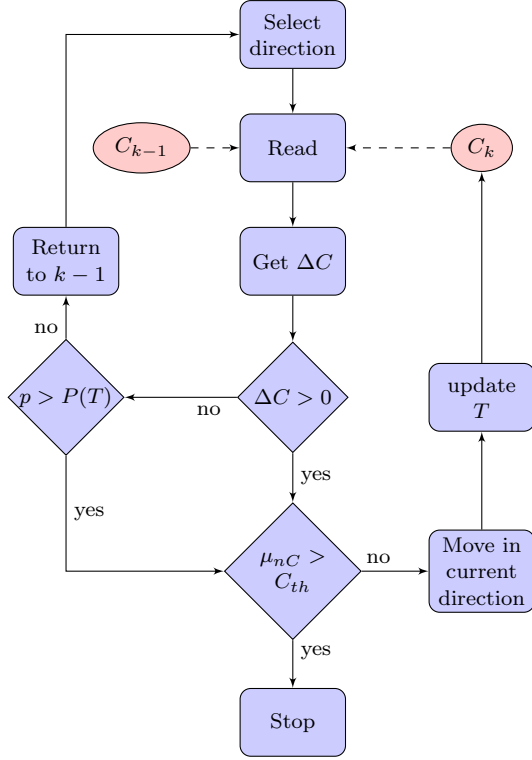 Select
direction
C_{k−1}
Read
C_k
Return
to k − 1
Get ΔC
no
p > P(T)
no
ΔC > 0
update
T
yes
yes
μ_{nC} >
C_{th}
no
Move in
current
direction
yes
Stop